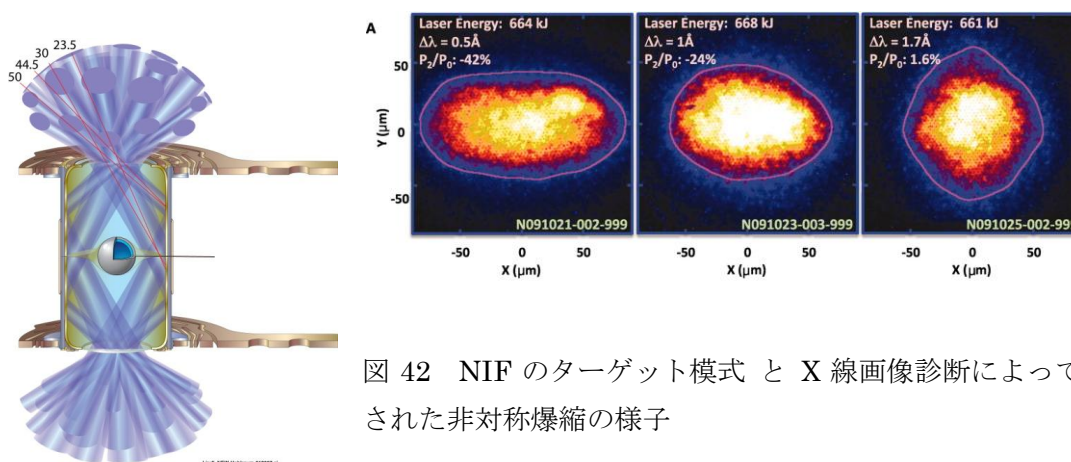 23.5
30
44.5
50
A
Laser Energy: 664 kJ
Δλ = 0.5Å
P2/P0: -42%
N091021-002-999
Laser Energy: 668 kJ
Δλ = 1Å
P2/P0: -24%
N091023-003-999
Laser Energy: 661 kJ
Δλ = 1.7Å
P2/P0: 1.6%
N091025-002-99
50
0
-50
Y (μm)
-50 0 50
X (μm)
-50 0 50
X (μm)
-50 0 50
X (μm)
図 42 NIF のターゲット模式 と X 線画像診断によって
された非対称爆縮の様子